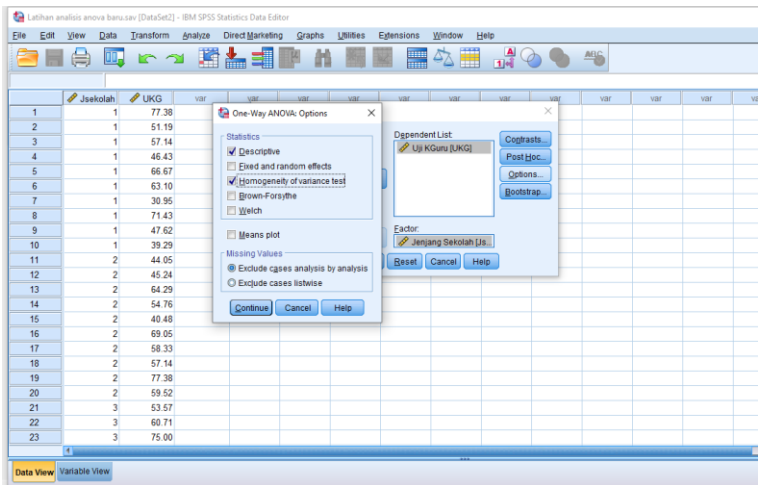 Latihan analisis anova baru.sav [DataSet2] - IBM SPSS Statistics Data Editor
File Edit View Data Transform Analyze Direct Marketing Graphs Utilities Extensions Window Help
Jsekolah UKG var var var var var var var var var var var
1 1 77.38
2 1 51.19
3 1 57.14
4 1 46.43
5 1 66.67
6 1 63.10
7 1 30.95
8 1 71.43
9 1 47.62
10 1 39.29
11 2 44.05
12 2 45.24
13 2 64.29
14 2 54.76
15 2 40.48
16 2 69.05
17 2 58.33
18 2 57.14
19 2 77.38
20 2 59.52
21 3 53.57
22 3 60.71
23 3 75.00
One-Way ANOVA: Options
Statistics
Descriptive
Fixed and random effects
Homogeneity of variance test
Brown-Forsythe
Welch
Means plot
Missing Values
Exclude cases analysis by analysis
Exclude cases listwise
Continue Cancel Help
Dependent List:
Uji KGuru [UKG]
Contrasts...
Post Hoc...
Options...
Bootstrap...
Factor:
Jenjang Sekolah [Js...
Reset Cancel Help
Data View Variable View